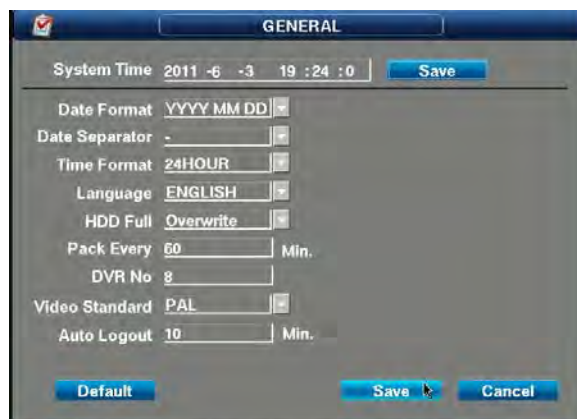 GENERAL
System Time 2011 -6 -3 19 :24 :0 Save
Date Format YYYY MM DD
Date Separator -
Time Format 24HOUR
Language ENGLISH
HDD Full Overwrite
Pack Every 60 Min.
DVR No 8
Video Standard PAL
Auto Logout 10 Min.
Default Save Cancel